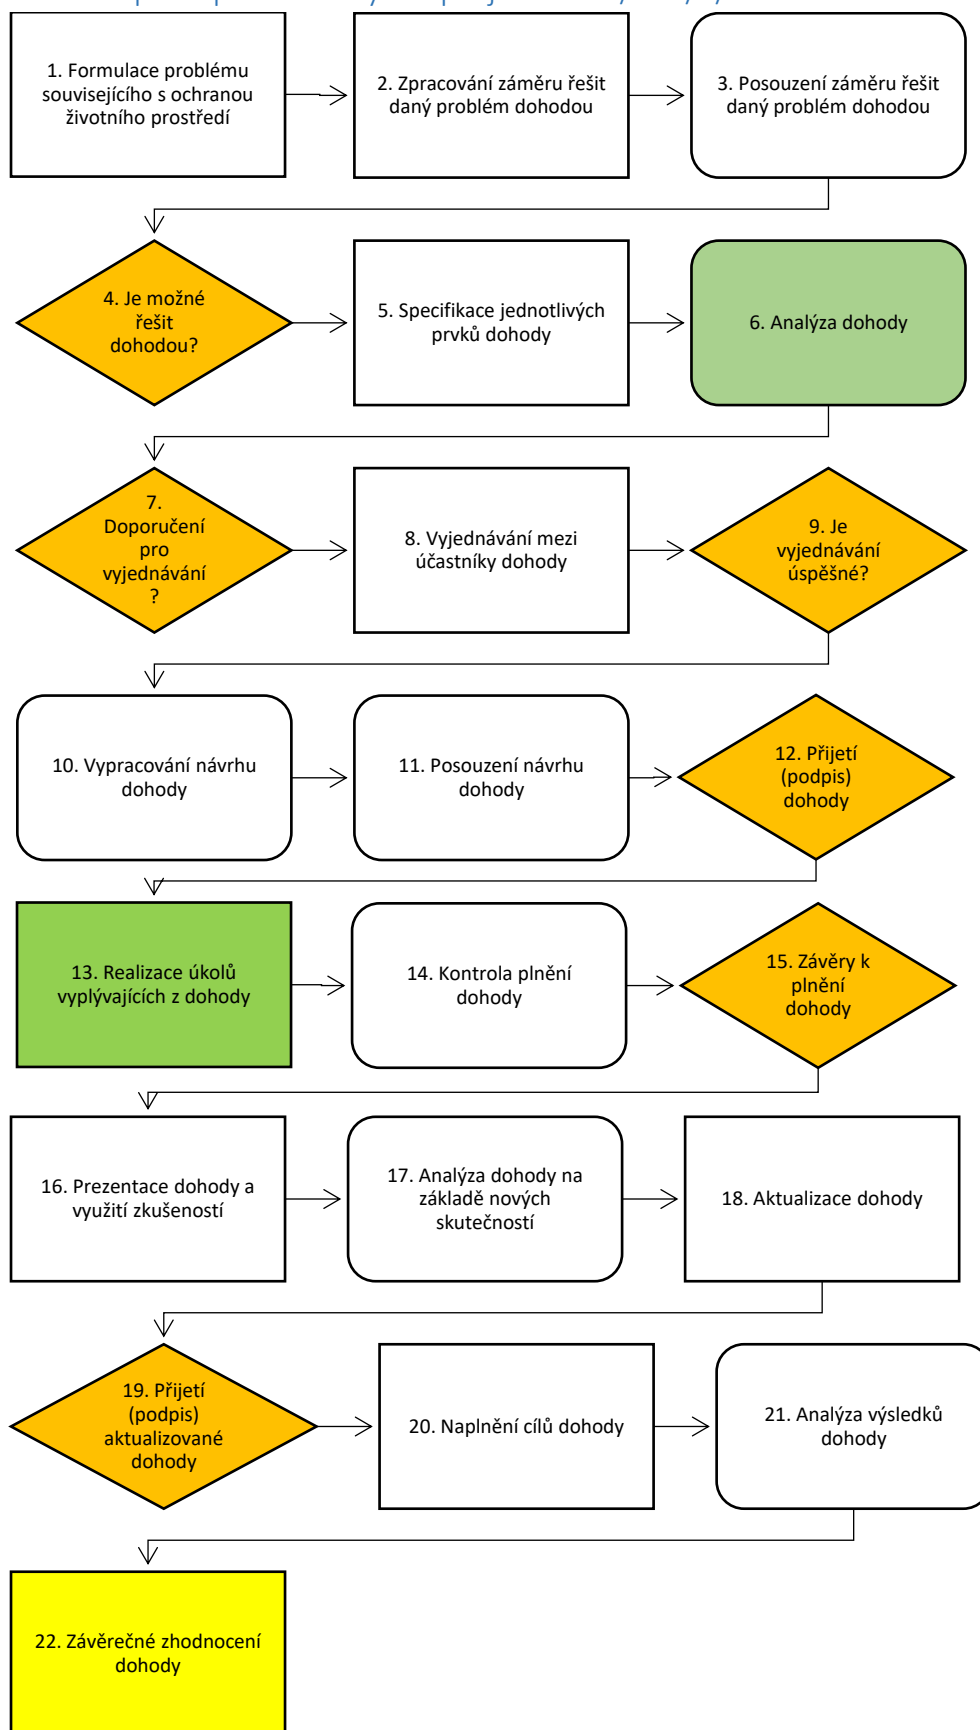 1. Formulace problému
souvisejícího s ochranou
životního prostředí
2. Zpracování záměru řešit
daný problém dohodou
3. Posouzení záměru řešit
daný problém dohodou
4. Je možné
řešit
dohodou?
5. Specifikace jednotlivých
prvků dohody
6. Analýza dohody
7.
Doporučení
pro
vyjednávání
?
8. Vyjednávání mezi
účastníky dohody
9. Je
vyjednávání
úspěšné?
10. Vypracování návrhu
dohody
11. Posouzení návrhu
dohody
12. Přijetí
(podpis)
dohody
13. Realizace úkolů
vyplývajících z dohody
14. Kontrola plnění
dohody
15. Závěry k
plnění
dohody
16. Prezentace dohody a
využití zkušeností
17. Analýza dohody na
základě nových
skutečností
18. Aktualizace dohody
19. Přijetí
(podpis)
aktualizované
dohody
20. Naplnění cílů dohody
21. Analýza výsledků
dohody
22. Závěrečné zhodnocení
dohody